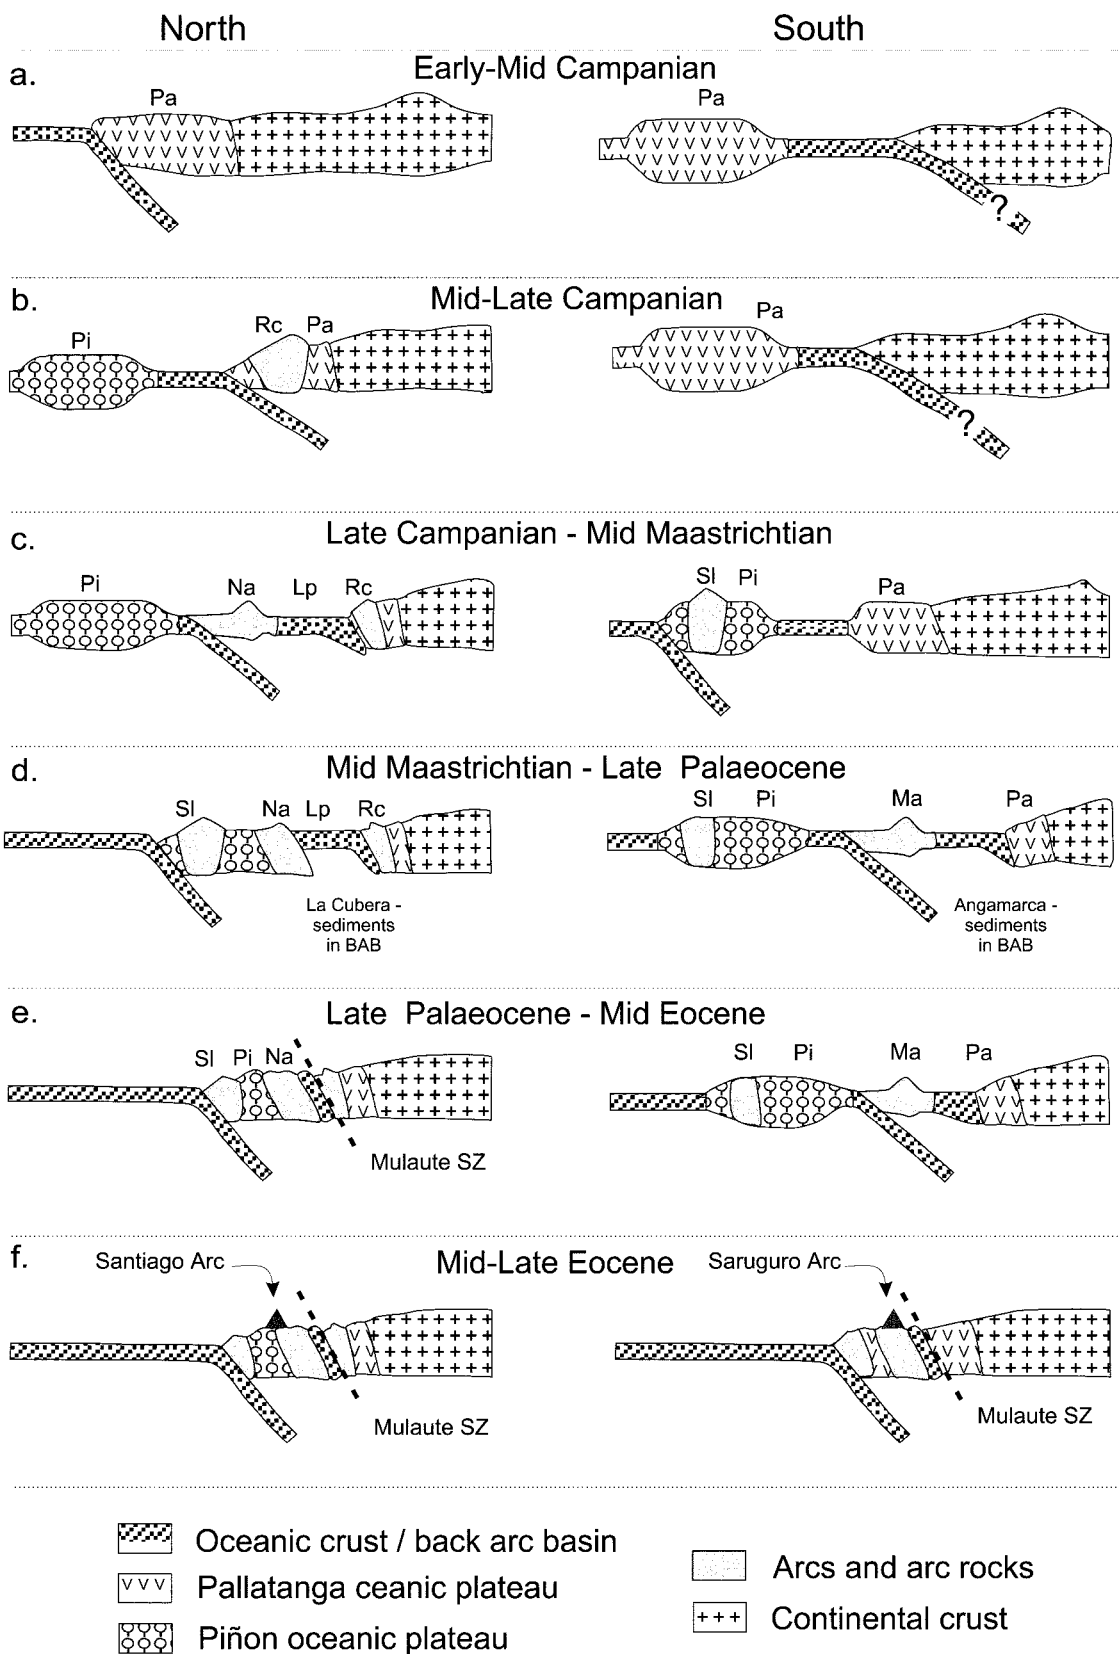 North South
a. Early-Mid Campanian
Pa Pa
?
b. Mid-Late Campanian
Pi Rc Pa Pa
?
c. Late Campanian - Mid Maastrichtian
Pi Na Lp Rc Sl Pi Pa
d. Mid Maastrichtian - Late Palaeocene
Sl Na Lp Rc Sl Pi Ma Pa
La Cubera -
sediments
in BAB
Angamarca -
sediments
in BAB
e. Late Palaeocene - Mid Eocene
Sl Pi Na Sl Pi Ma Pa
Mulaute SZ
f. Mid-Late Eocene
Santiago Arc Saruguro Arc
Mulaute SZ Mulaute SZ
Oceanic crust / back arc basin
Pallatanga ceanic plateau
Piñon oceanic plateau
Arcs and arc rocks
Continental crust